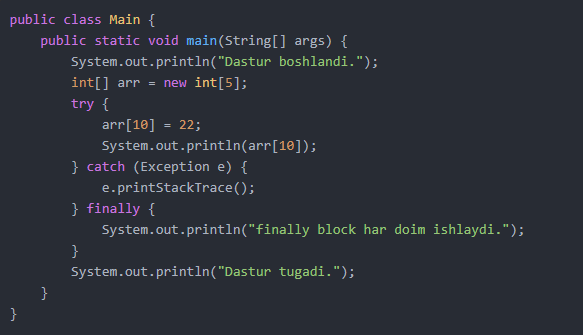 public class Main {
    public static void main(String[] args) {
        System.out.println("Dastur boshlandi.");
        int[] arr = new int[5];
        try {
            arr[10] = 22;
            System.out.println(arr[10]);
        } catch (Exception e) {
            e.printStackTrace();
        } finally {
            System.out.println("finally block har doim ishlaydi.");
        }
        System.out.println("Dastur tugadi.");
    }
}